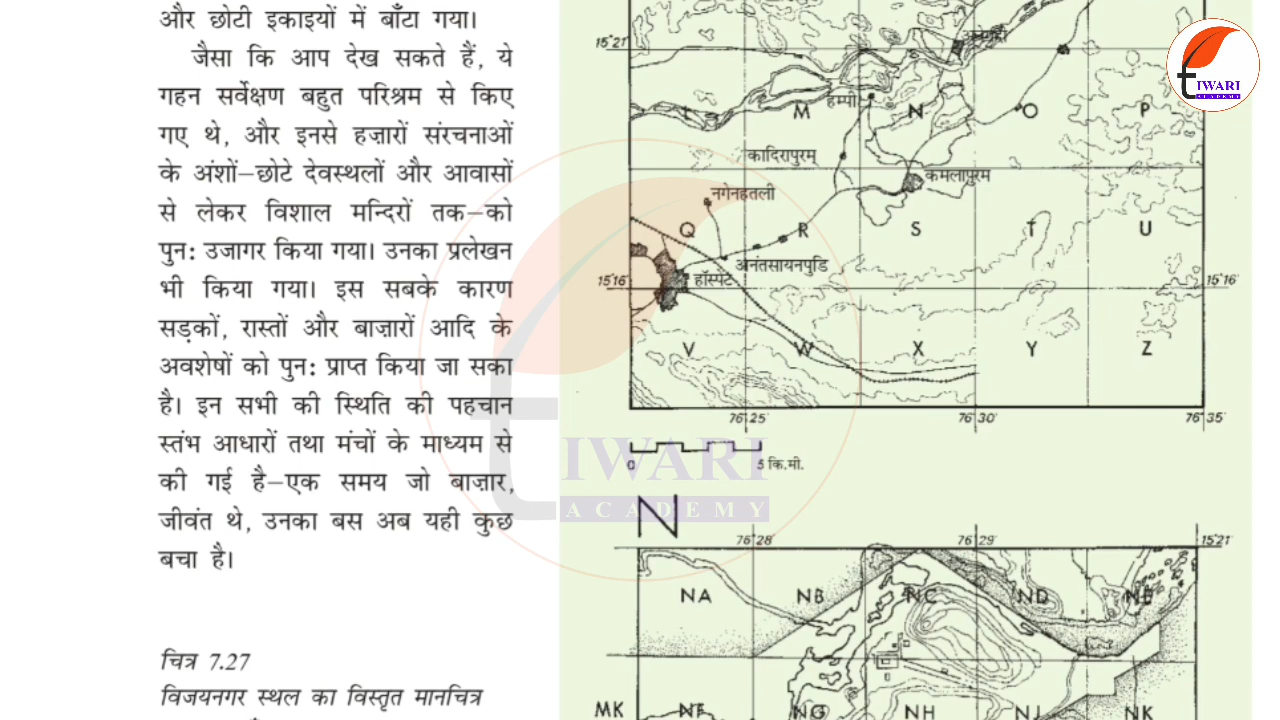 और छोटी इकाइयों में बाँटा गया।
जैसा कि आप देख सकते हैं, ये
गहन सर्वेक्षण बहुत परिश्रम से किए
गए थे, और इनसे हज़ारों संरचनाओं
के अंशों–छोटे देवस्थलों और आवासों
से लेकर विशाल मन्दिरों तक–को
पुन: उजागर किया गया। उनका प्रलेखन
भी किया गया। इस सबके कारण
सड़कों, रास्तों और बाज़ारों आदि के
अवशेषों को पुन: प्राप्त किया जा सका
है। इन सभी की स्थिति की पहचान
स्तंभ आधारों तथा मंचों के माध्यम से
की गई है–एक समय जो बाज़ार,
जीवंत थे, उनका बस अब यही कुछ
बचा है।
चित्र 7.27
विजयनगर स्थल का विस्तृत मानचित्र
15°21
हम्पी
M N O P
कादिरापुरम्
कमलापुरम
नगेनहतली
Q R S T U
अनंतसायनपुडि
15°16 हॉस्पेट 15°16
V W X Y Z
76°25 76°30 76°35
0 5 कि.मी.
N
76°28 76°29 15°21
NA NB NC ND NE
MK NF NG NH NJ NK
TIWARI
ACADEMY
TIWARI
ACADEMY